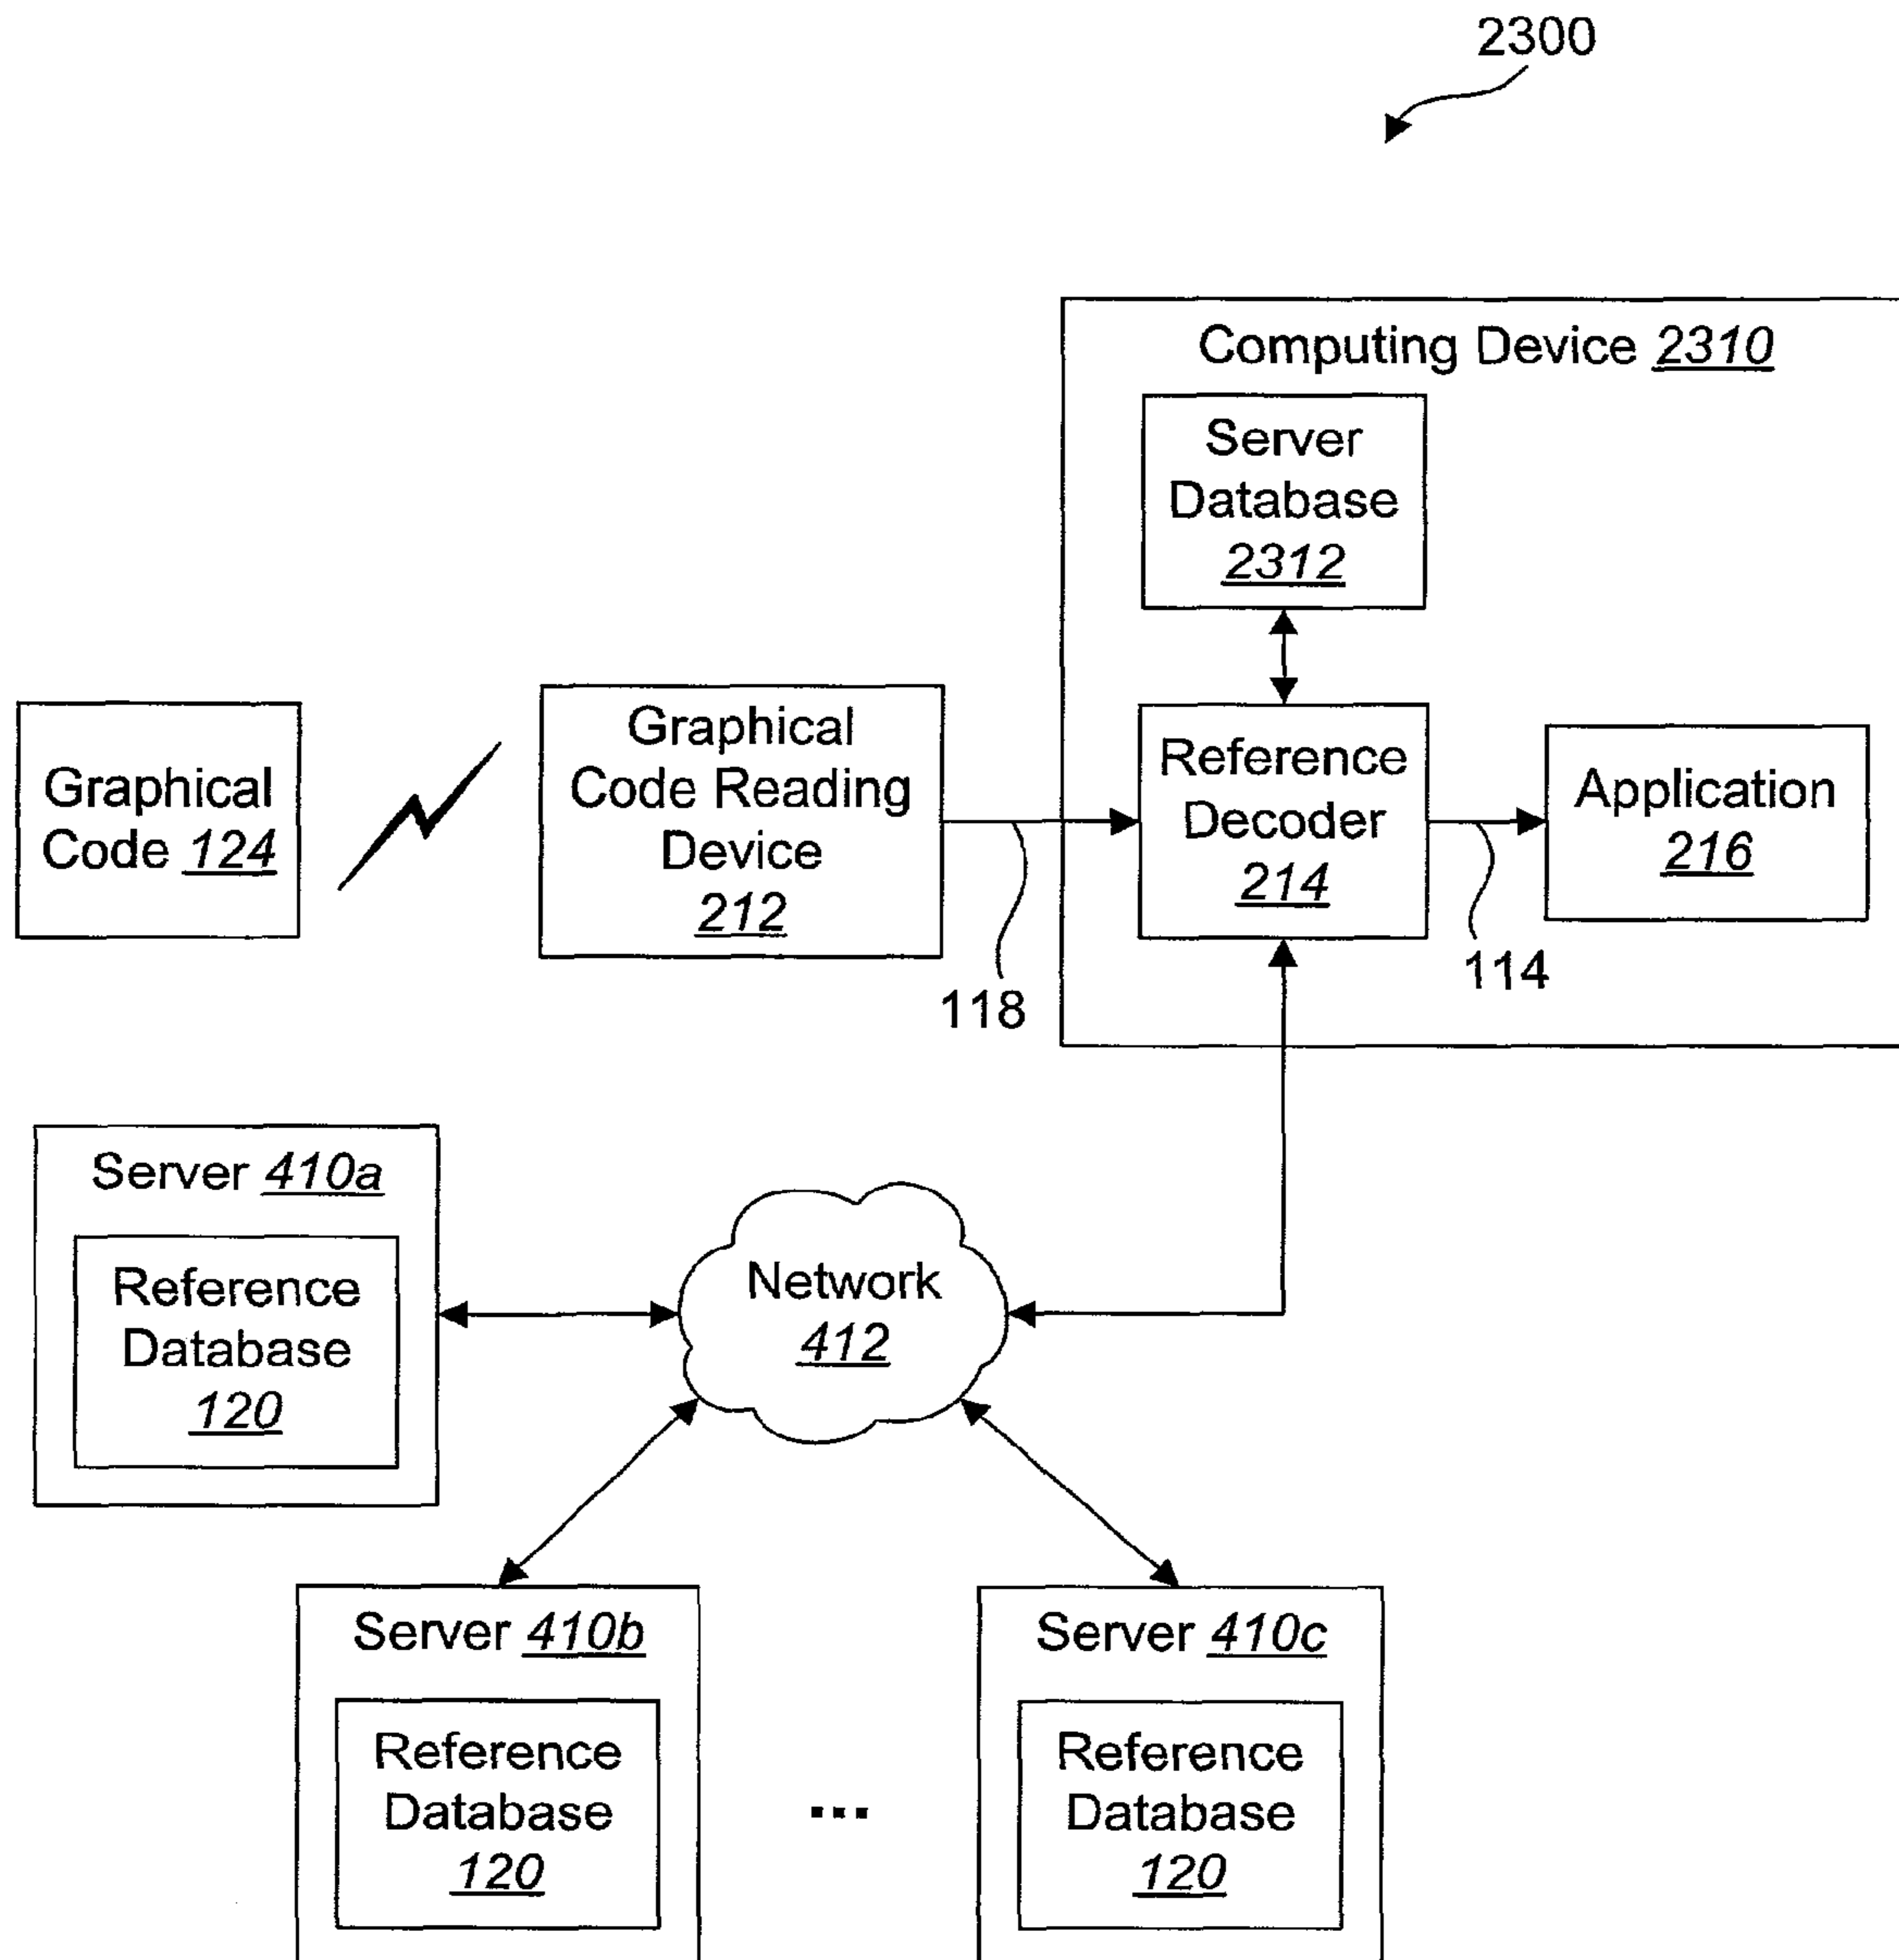 2300
Computing Device 2310
Server
Database
2312
Graphical
Code 124
Graphical
Code Reading
Device
212
Reference
Decoder
214
Application
216
118
114
Server 410a
Reference
Database
120
Network
412
Server 410b
Reference
Database
120
...
Server 410c
Reference
Database
120